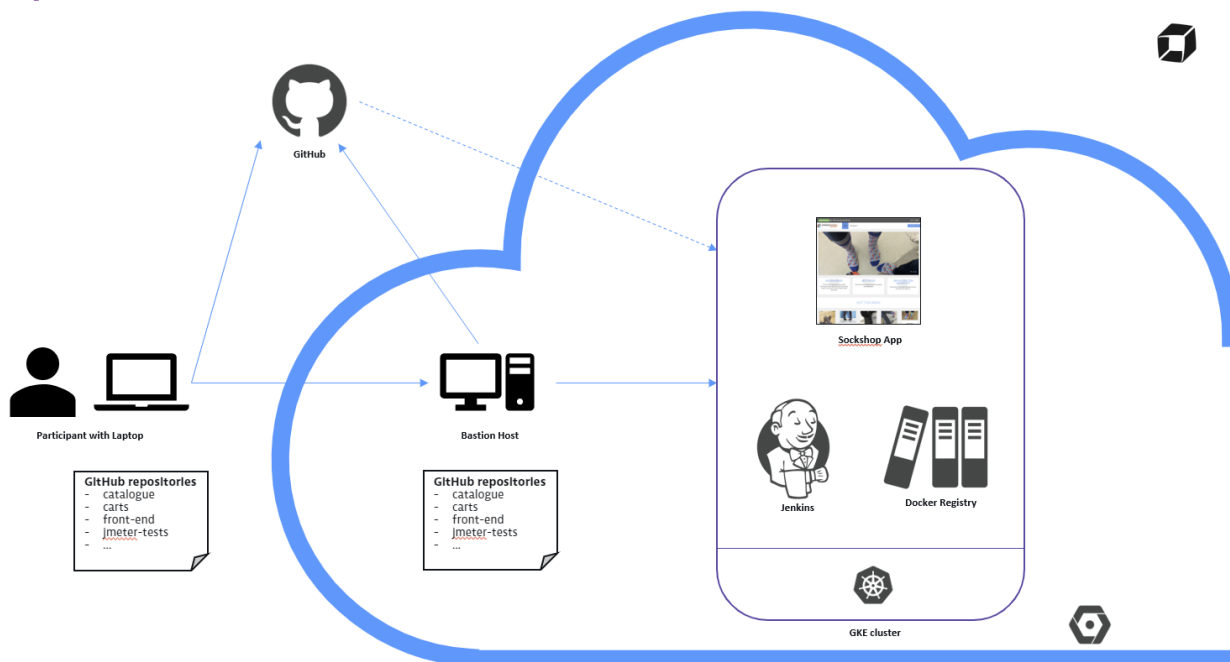 GitHub
Sockshop App
Participant with Laptop
Bastion Host
GitHub repositories
- catalogue
- carts
- front-end
- jmeter-tests
- ...
GitHub repositories
- catalogue
- carts
- front-end
- jmeter-tests
- ...
Jenkins
Docker Registry
GKE cluster